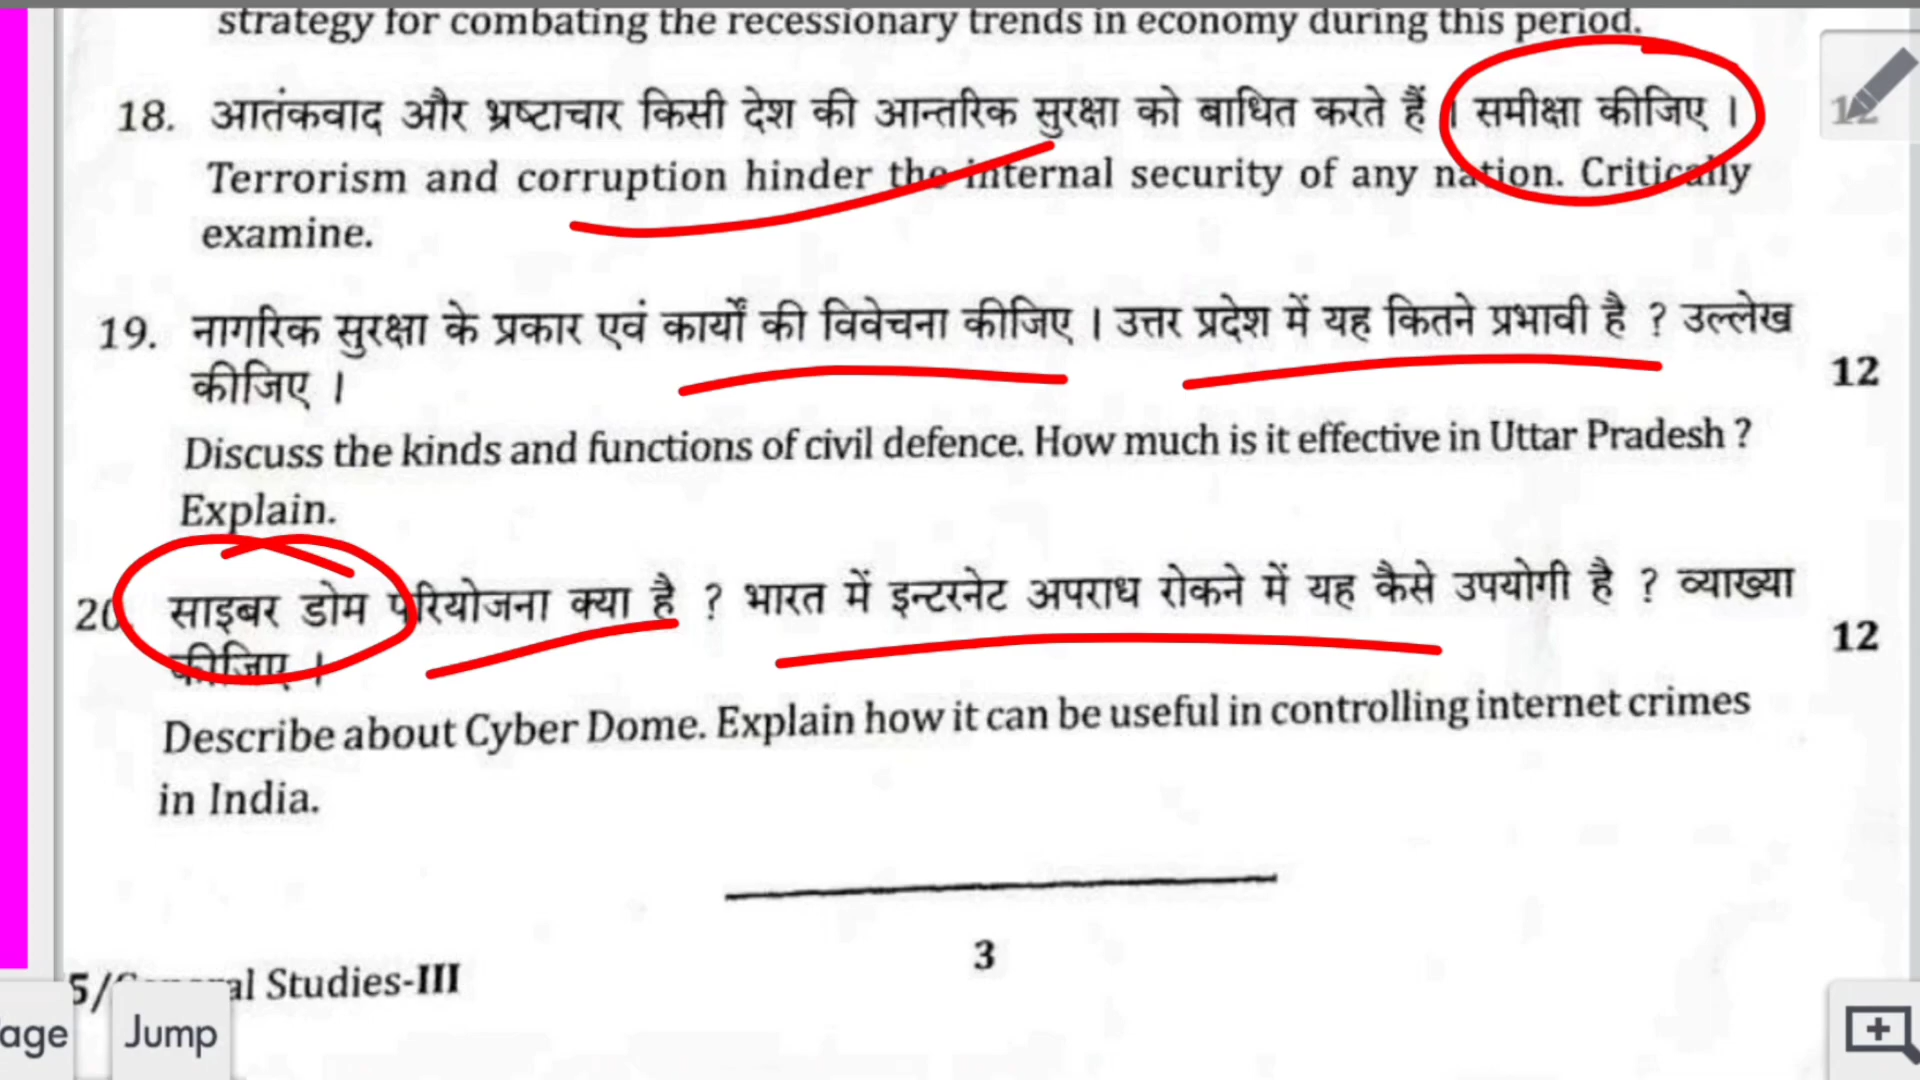 strategy for combating the recessionary trends in economy during this period.
18. आतंकवाद और भ्रष्टाचार किसी देश की आन्तरिक सुरक्षा को बाधित करते हैं । समीक्षा कीजिए । 12
Terrorism and corruption hinder the internal security of any nation. Critically
examine.
19. नागरिक सुरक्षा के प्रकार एवं कार्यों की विवेचना कीजिए । उत्तर प्रदेश में यह कितने प्रभावी है ? उल्लेख
कीजिए । 12
Discuss the kinds and functions of civil defence. How much is it effective in Uttar Pradesh ?
Explain.
20. साइबर डोम परियोजना क्या है ? भारत में इन्टरनेट अपराध रोकने में यह कैसे उपयोगी है ? व्याख्या
कीजिए । 12
Describe about Cyber Dome. Explain how it can be useful in controlling internet crimes
in India.
3
5/General Studies-III
age Jump